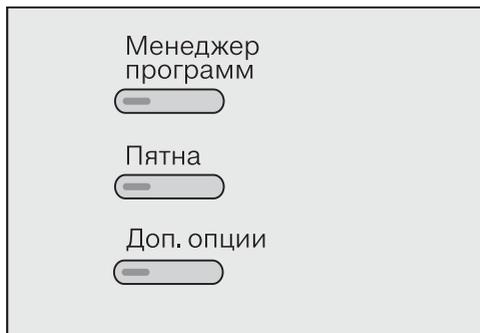 Менеджер
программ
Пятна
Доп. опции